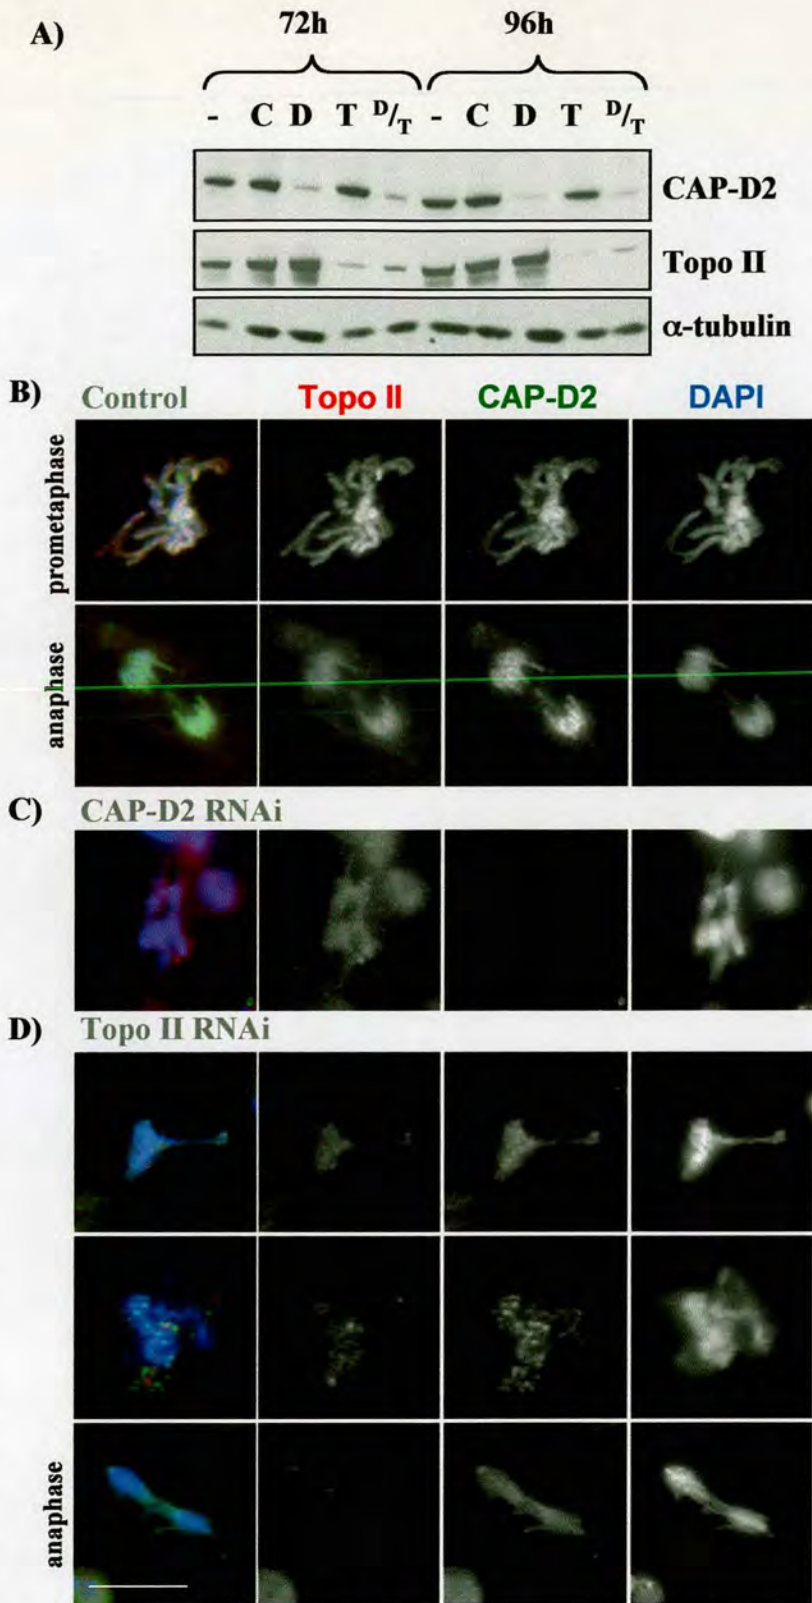 A)
72h 96h
- C D T D/T - C D T D/T
CAP-D2
Topo II
α-tubulin
B) Control Topo II CAP-D2 DAPI
prometaphase
anaphase
C) CAP-D2 RNAi
D) Topo II RNAi
anaphase